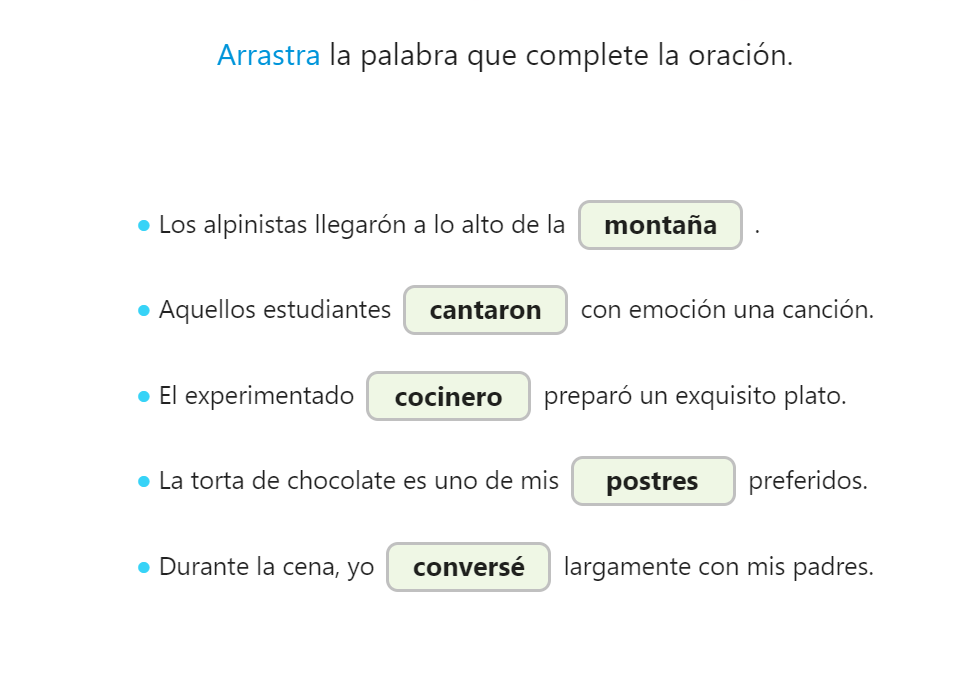 Arrastra la palabra que complete la oración.
• Los alpinistas llegarón a lo alto de la montaña .
• Aquellos estudiantes cantaron con emoción una canción.
• El experimentado cocinero preparó un exquisito plato.
• La torta de chocolate es uno de mis postres preferidos.
• Durante la cena, yo conversé largamente con mis padres.